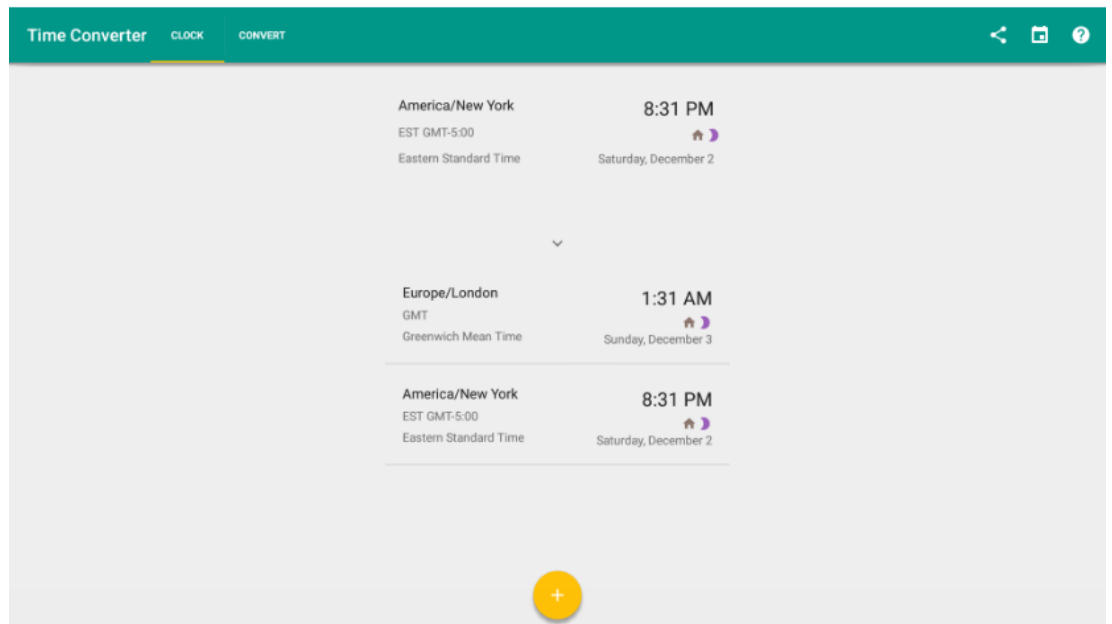 Time Converter CLOCK CONVERT
America/New York 8:31 PM
EST GMT-5:00
Eastern Standard Time Saturday, December 2
Europe/London 1:31 AM
GMT
Greenwich Mean Time Sunday, December 3
America/New York 8:31 PM
EST GMT-5:00
Eastern Standard Time Saturday, December 2